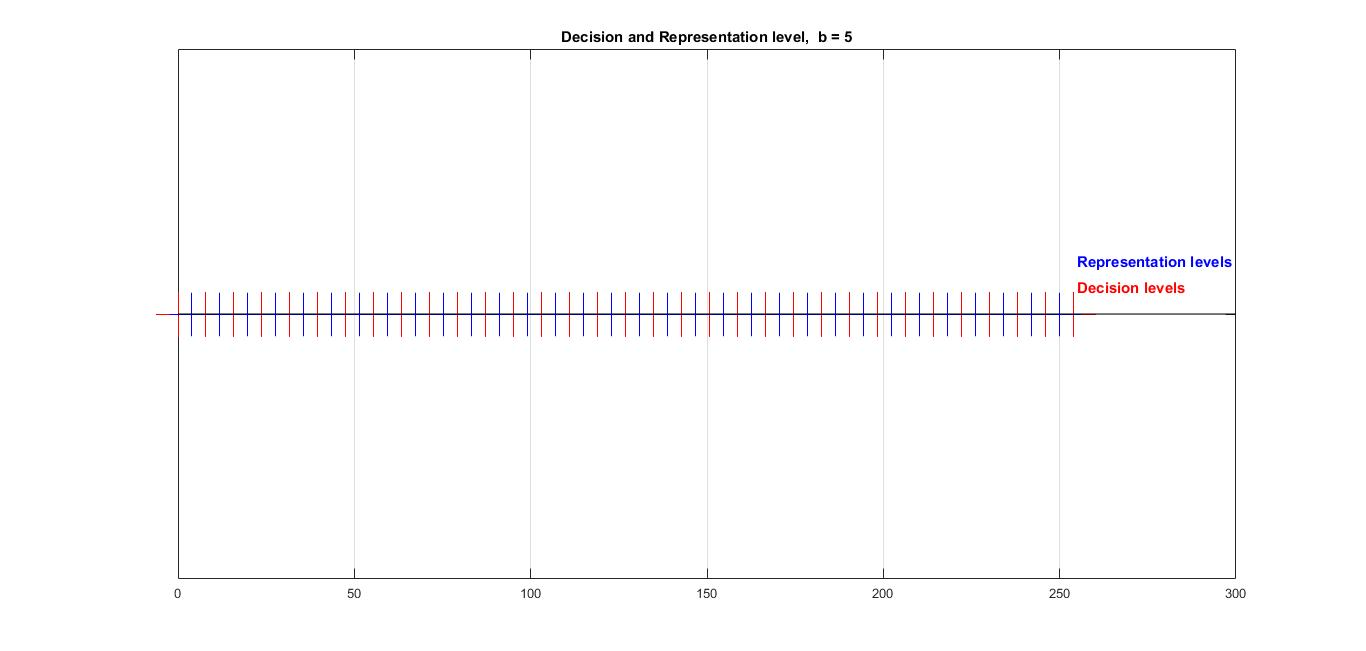 Decision and Representation level,  b = 5
Representation levels
Decision levels
0 50 100 150 200 250 300